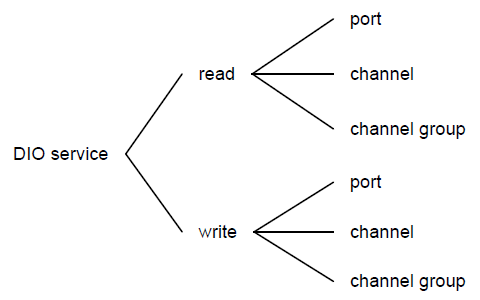 port
read
channel
channel group
DIO service
port
write
channel
channel group